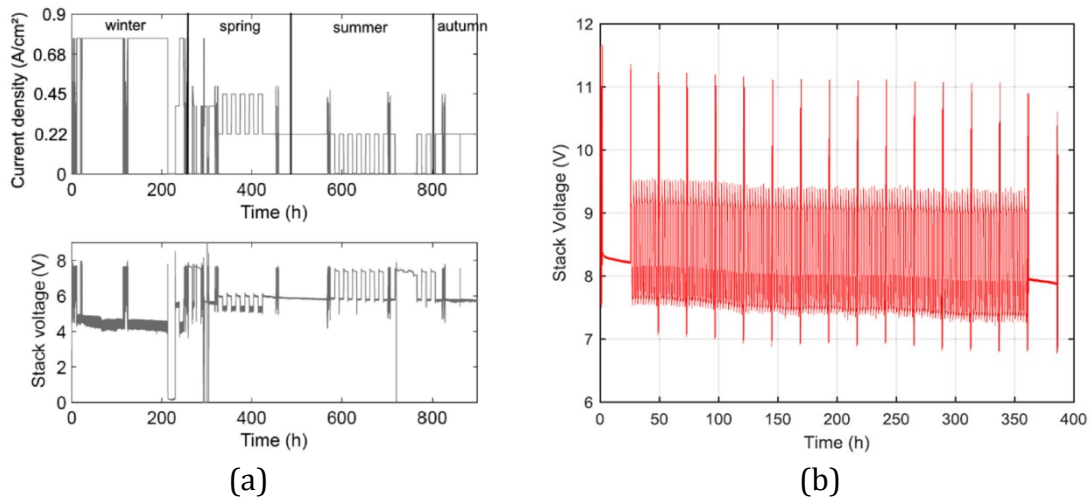 winter spring summer autumn
Current density (A/cm²)
0.9
0.67
0.45
0.22
0
0 200 400 600 800
Time (h)
Stack voltage (V)
8
6
4
2
0
0 200 400 600 800
Time (h)
(a)
Stack Voltage (V)
12
11
10
9
8
7
6
0 50 100 150 200 250 300 350 400
Time (h)
(b)